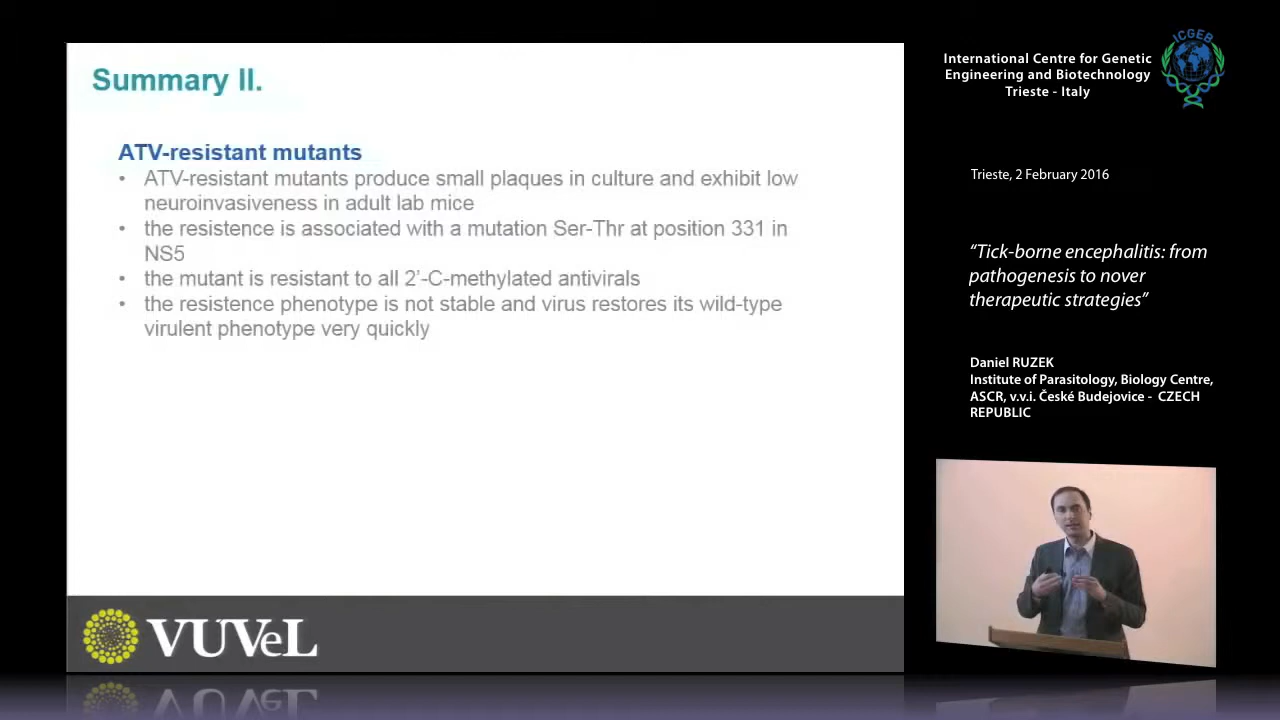 Summary II.
ATV-resistant mutants
• ATV-resistant mutants produce small plaques in culture and exhibit low
neuroinvasiveness in adult lab mice
• the resistence is associated with a mutation Ser-Thr at position 331 in
NS5
• the mutant is resistant to all 2'-C-methylated antivirals
• the resistence phenotype is not stable and virus restores its wild-type
virulent phenotype very quickly
VUVeL
International Centre for Genetic
Engineering and Biotechnology
Trieste - Italy
ICGEB
Trieste, 2 February 2016
“Tick-borne encephalitis: from
pathogenesis to nover
therapeutic strategies”
Daniel RUZEK
Institute of Parasitology, Biology Centre,
ASCR, v.v.i. České Budejovice - CZECH
REPUBLIC